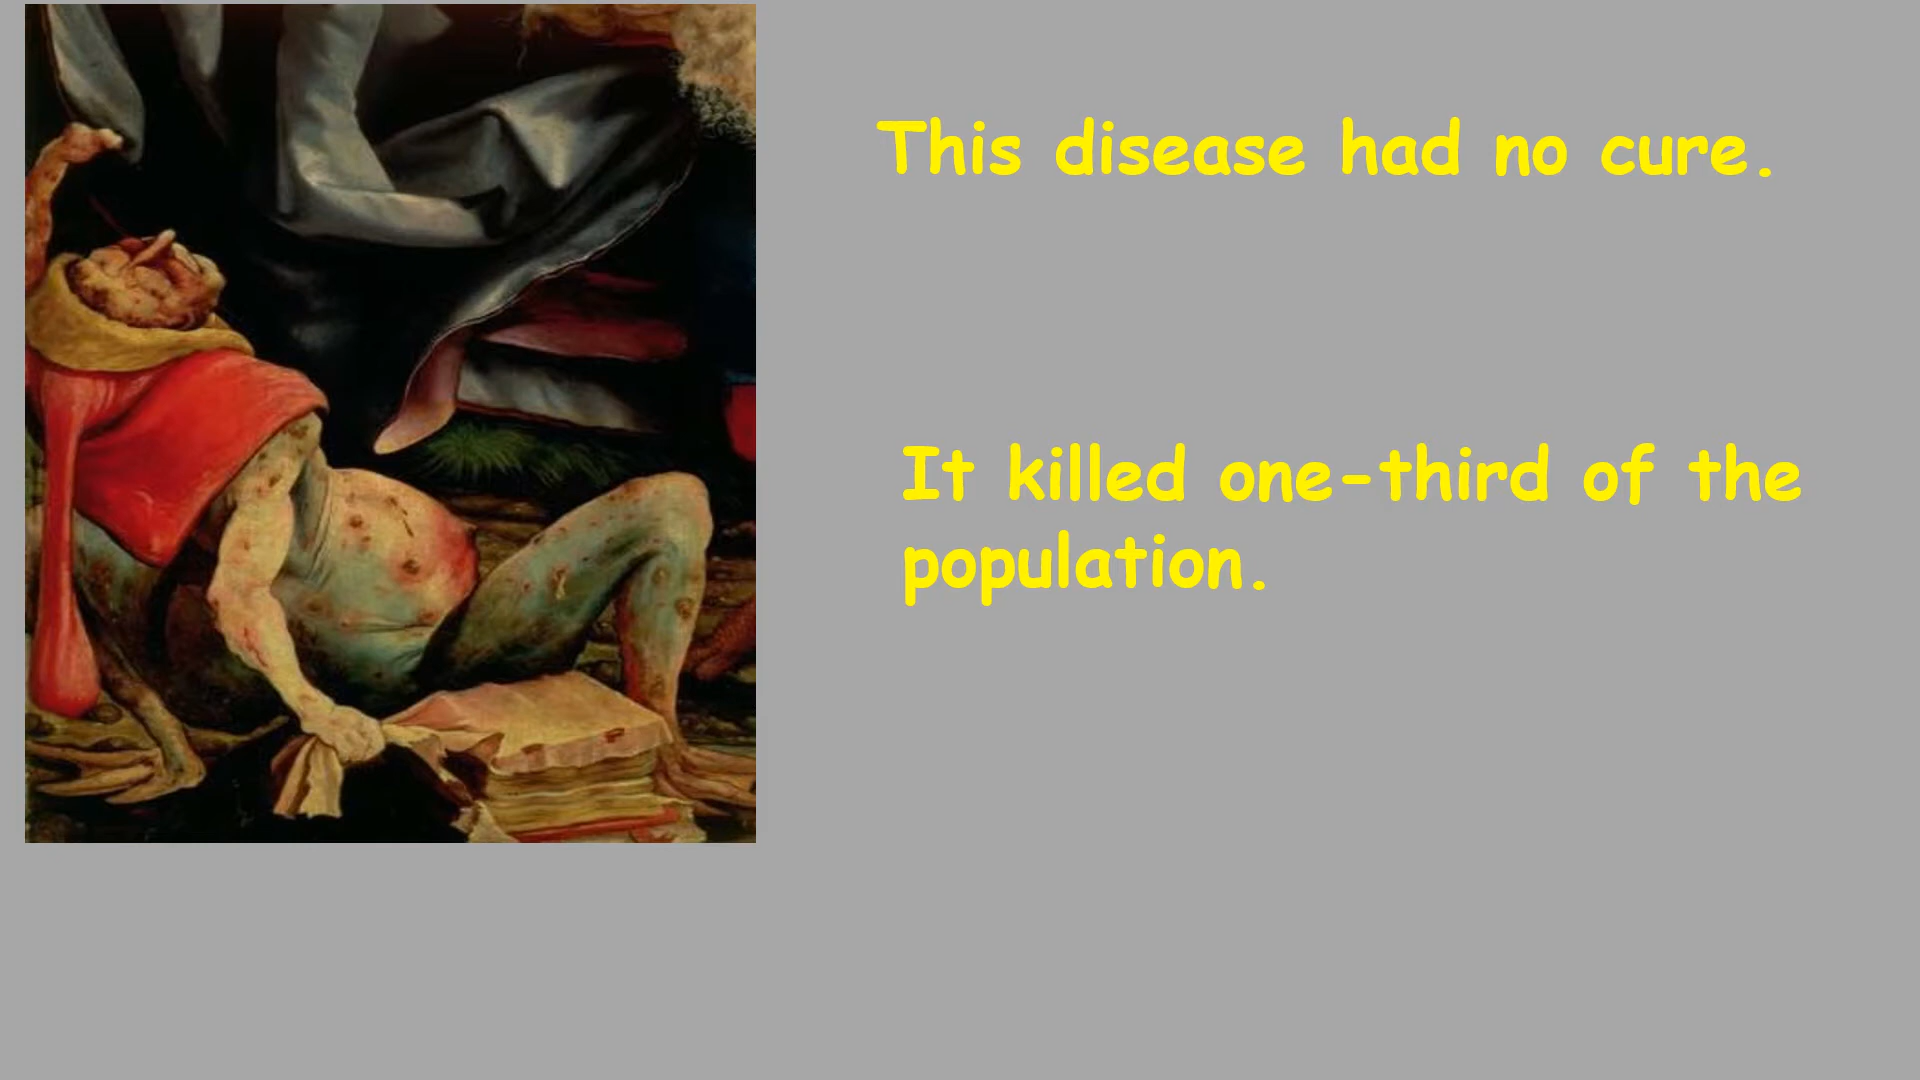 This disease had no cure.
It killed one-third of the
population.